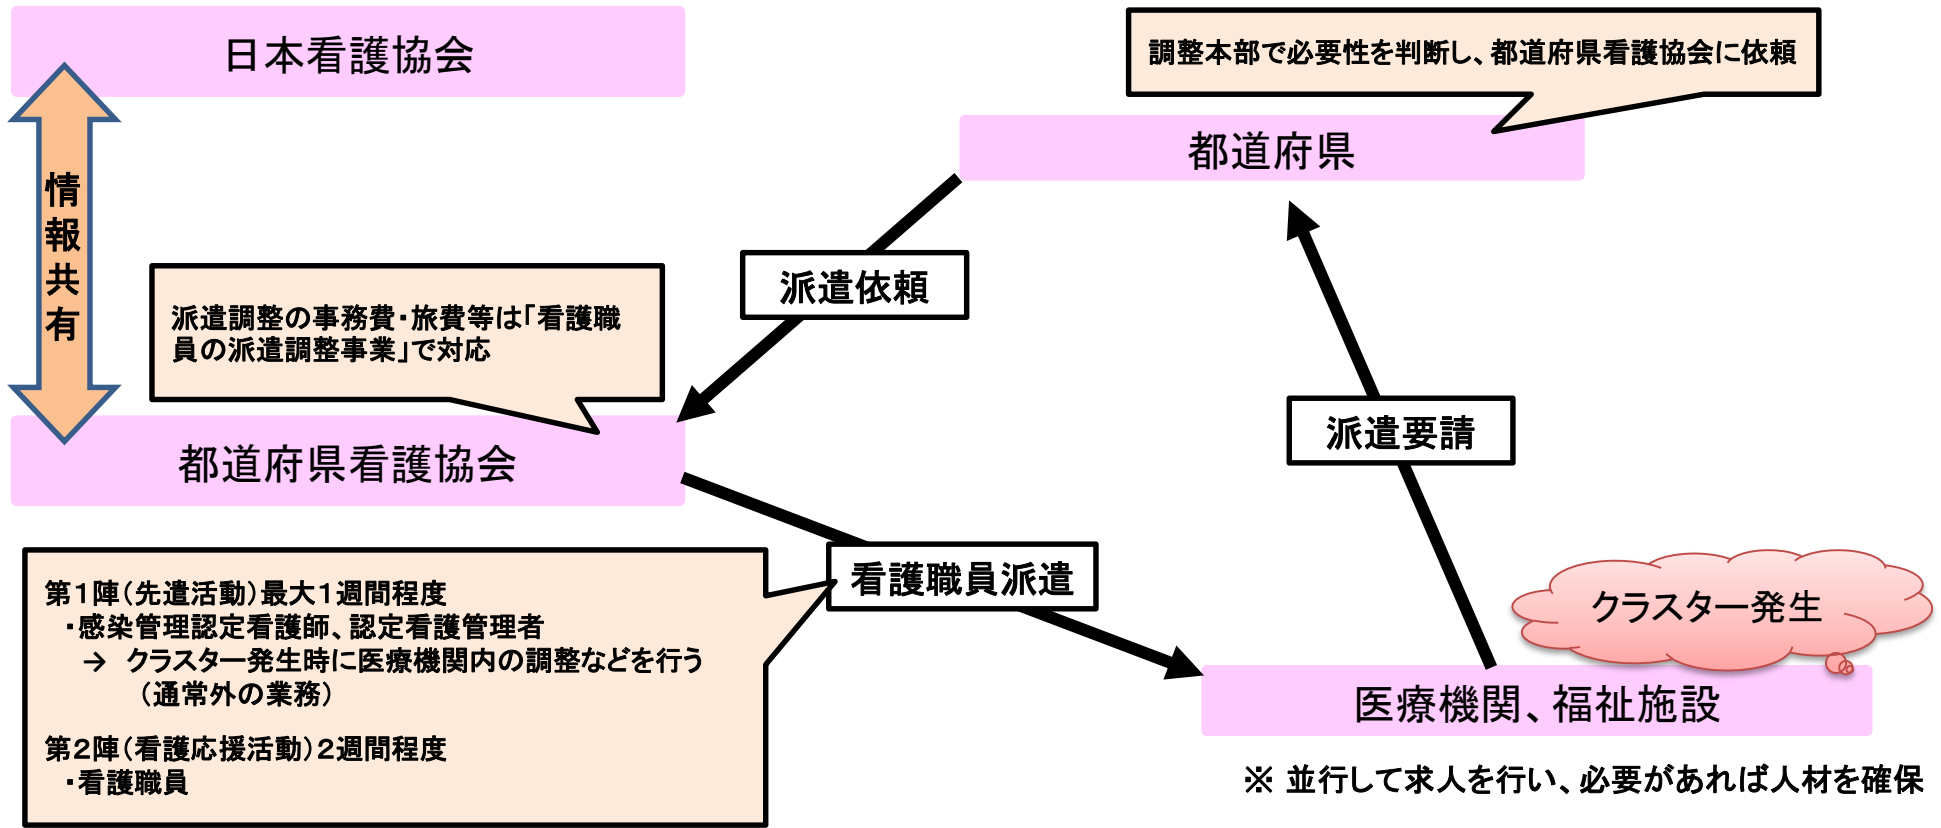 日本看護協会
調整本部で必要性を判断し、都道府県看護協会に依頼
都道府県
情報共有
派遣依頼
派遣調整の事務費・旅費等は「看護職
員の派遣調整事業」で対応
派遣要請
都道府県看護協会
看護職員派遣
第１陣（先遣活動）最大１週間程度
・感染管理認定看護師、認定看護管理者
→　クラスター発生時に医療機関内の調整などを行う
（通常外の業務）
第２陣（看護応援活動）２週間程度
・看護職員
クラスター発生
医療機関、福祉施設
※ 並行して求人を行い、必要があれば人材を確保